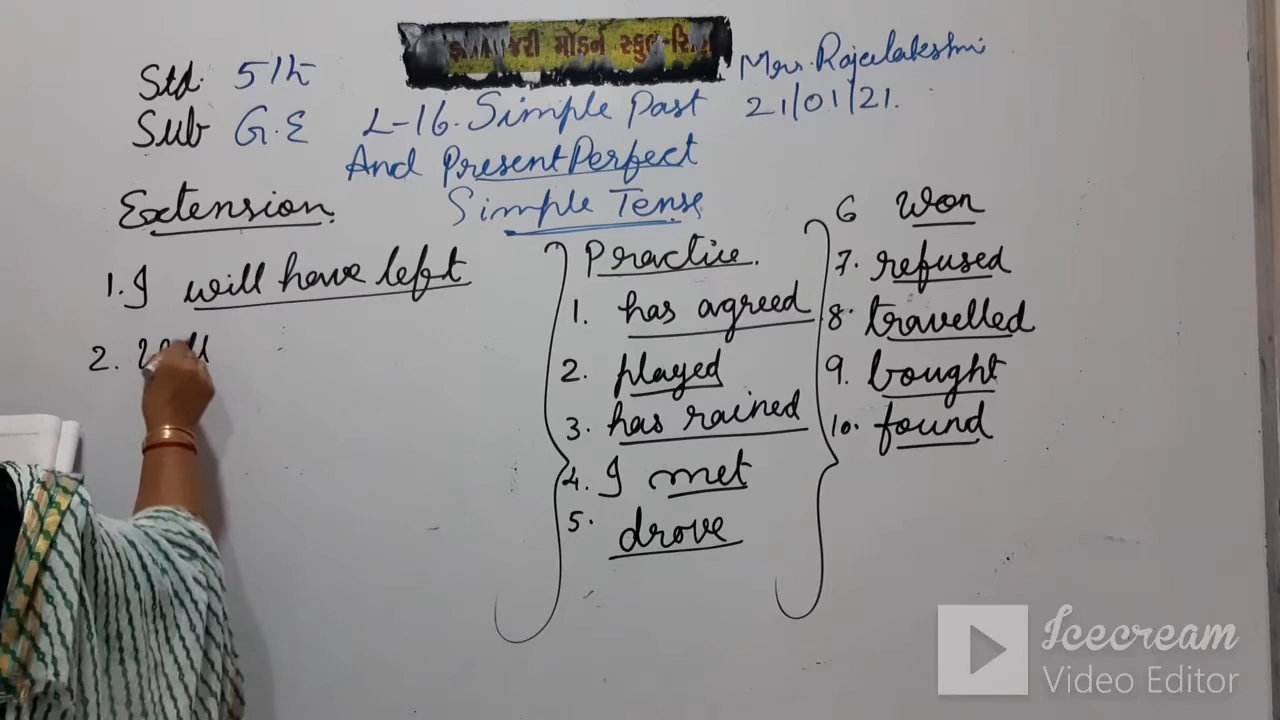 મોડર્ન સ્કુલ
Std. 5th
Sub G.E
L-16. Simple Past
And Present Perfect
Simple Tense
Mrs. Rajalakshmi
21/01/21.
Extension.
1. I will have left
2. will
Practice.
1. has agreed
2. played
3. has rained
4. I met
5. drove
6 Won
7. refused
8. travelled
9. bought
10. found
Icecream
Video Editor